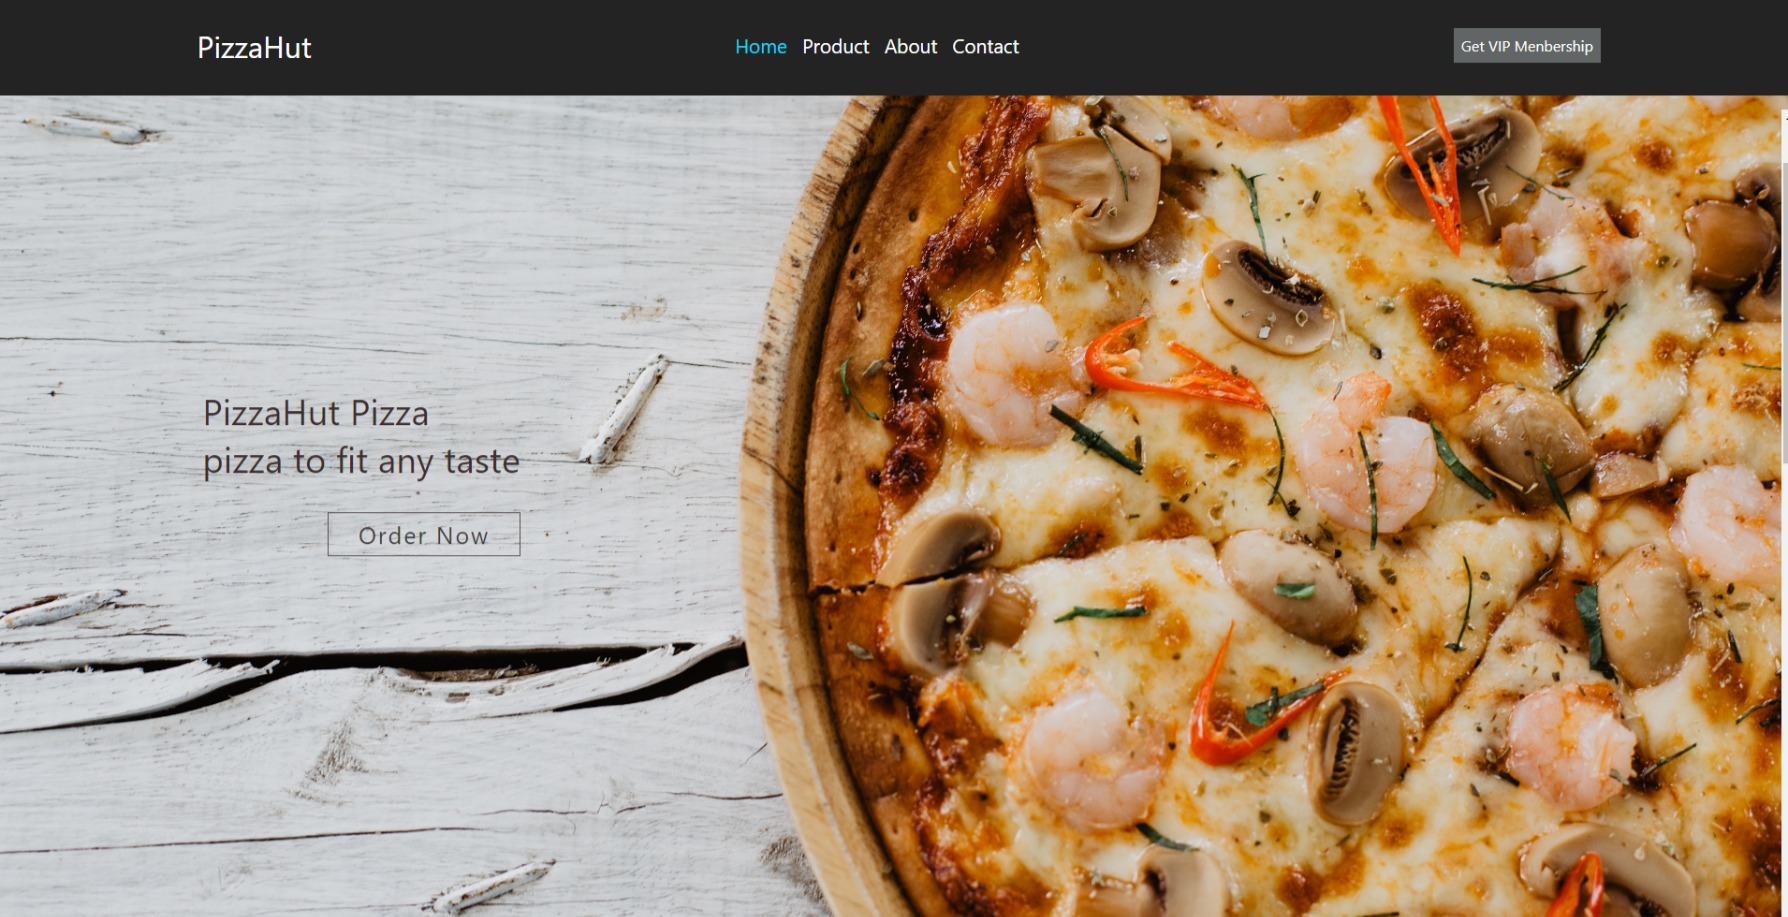 PizzaHut
Home Product About Contact
Get VIP Menbership
PizzaHut Pizza
pizza to fit any taste
Order Now